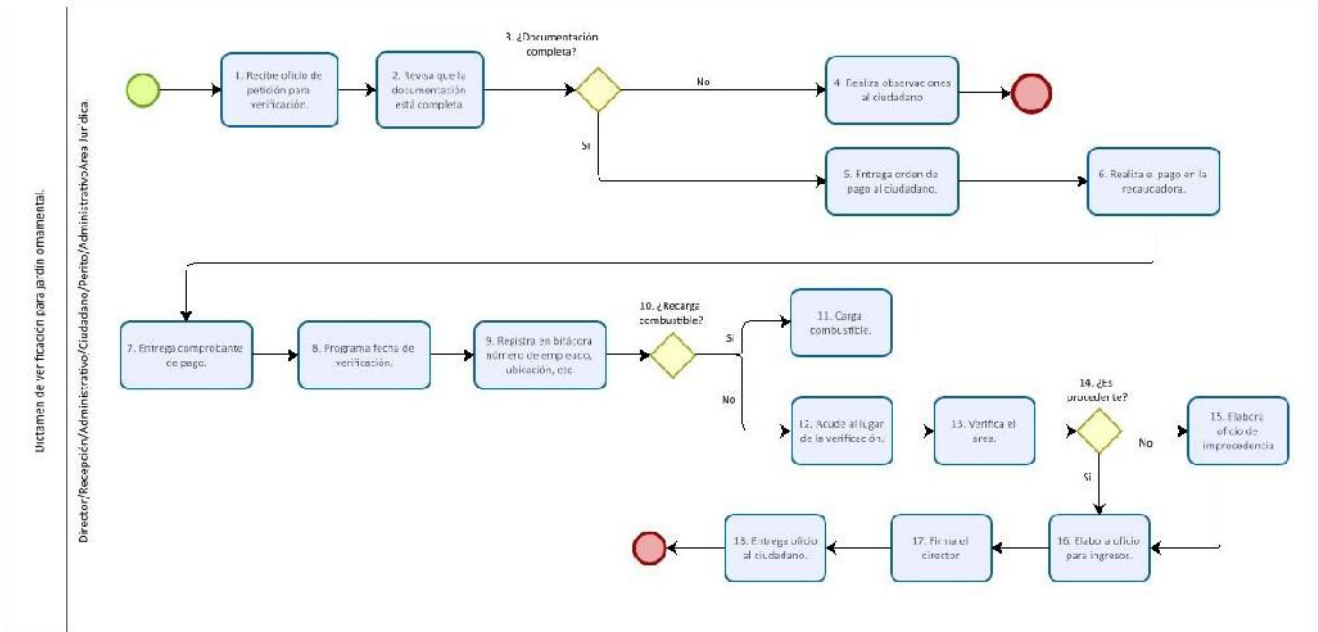 Dictamen de verificación para jardín ornamental.
Director/Recepción/Administrativo/Ciudadano/Perito/Administrativo/Área Jurídica.
1. Recibe oficio de
petición para
verificación.
2. Revisa que la
documentación
está completa.
3. ¿Documentación
completa?
No
4. Realiza observaciones
al ciudadano
Si
5. Entrega orden de
pago al ciudadano.
6. Realiza el pago en la
recaudadora.
7. Entrega comprobante
de pago.
8. Programa fecha de
verificación.
9. Registra en bitácora
número de empleado,
ubicación, etc.
10. ¿Recarga
combustible?
Si
11. Carga
combustible.
No
12. Acude al lugar
de la verificación.
13. Verifica el
área.
14. ¿Es
procedente?
No
15. Elabora
oficio de
improcedencia
Si
16. Elabora oficio
para ingresos.
17. Firma el
director
18. Entrega oficio
al ciudadano.